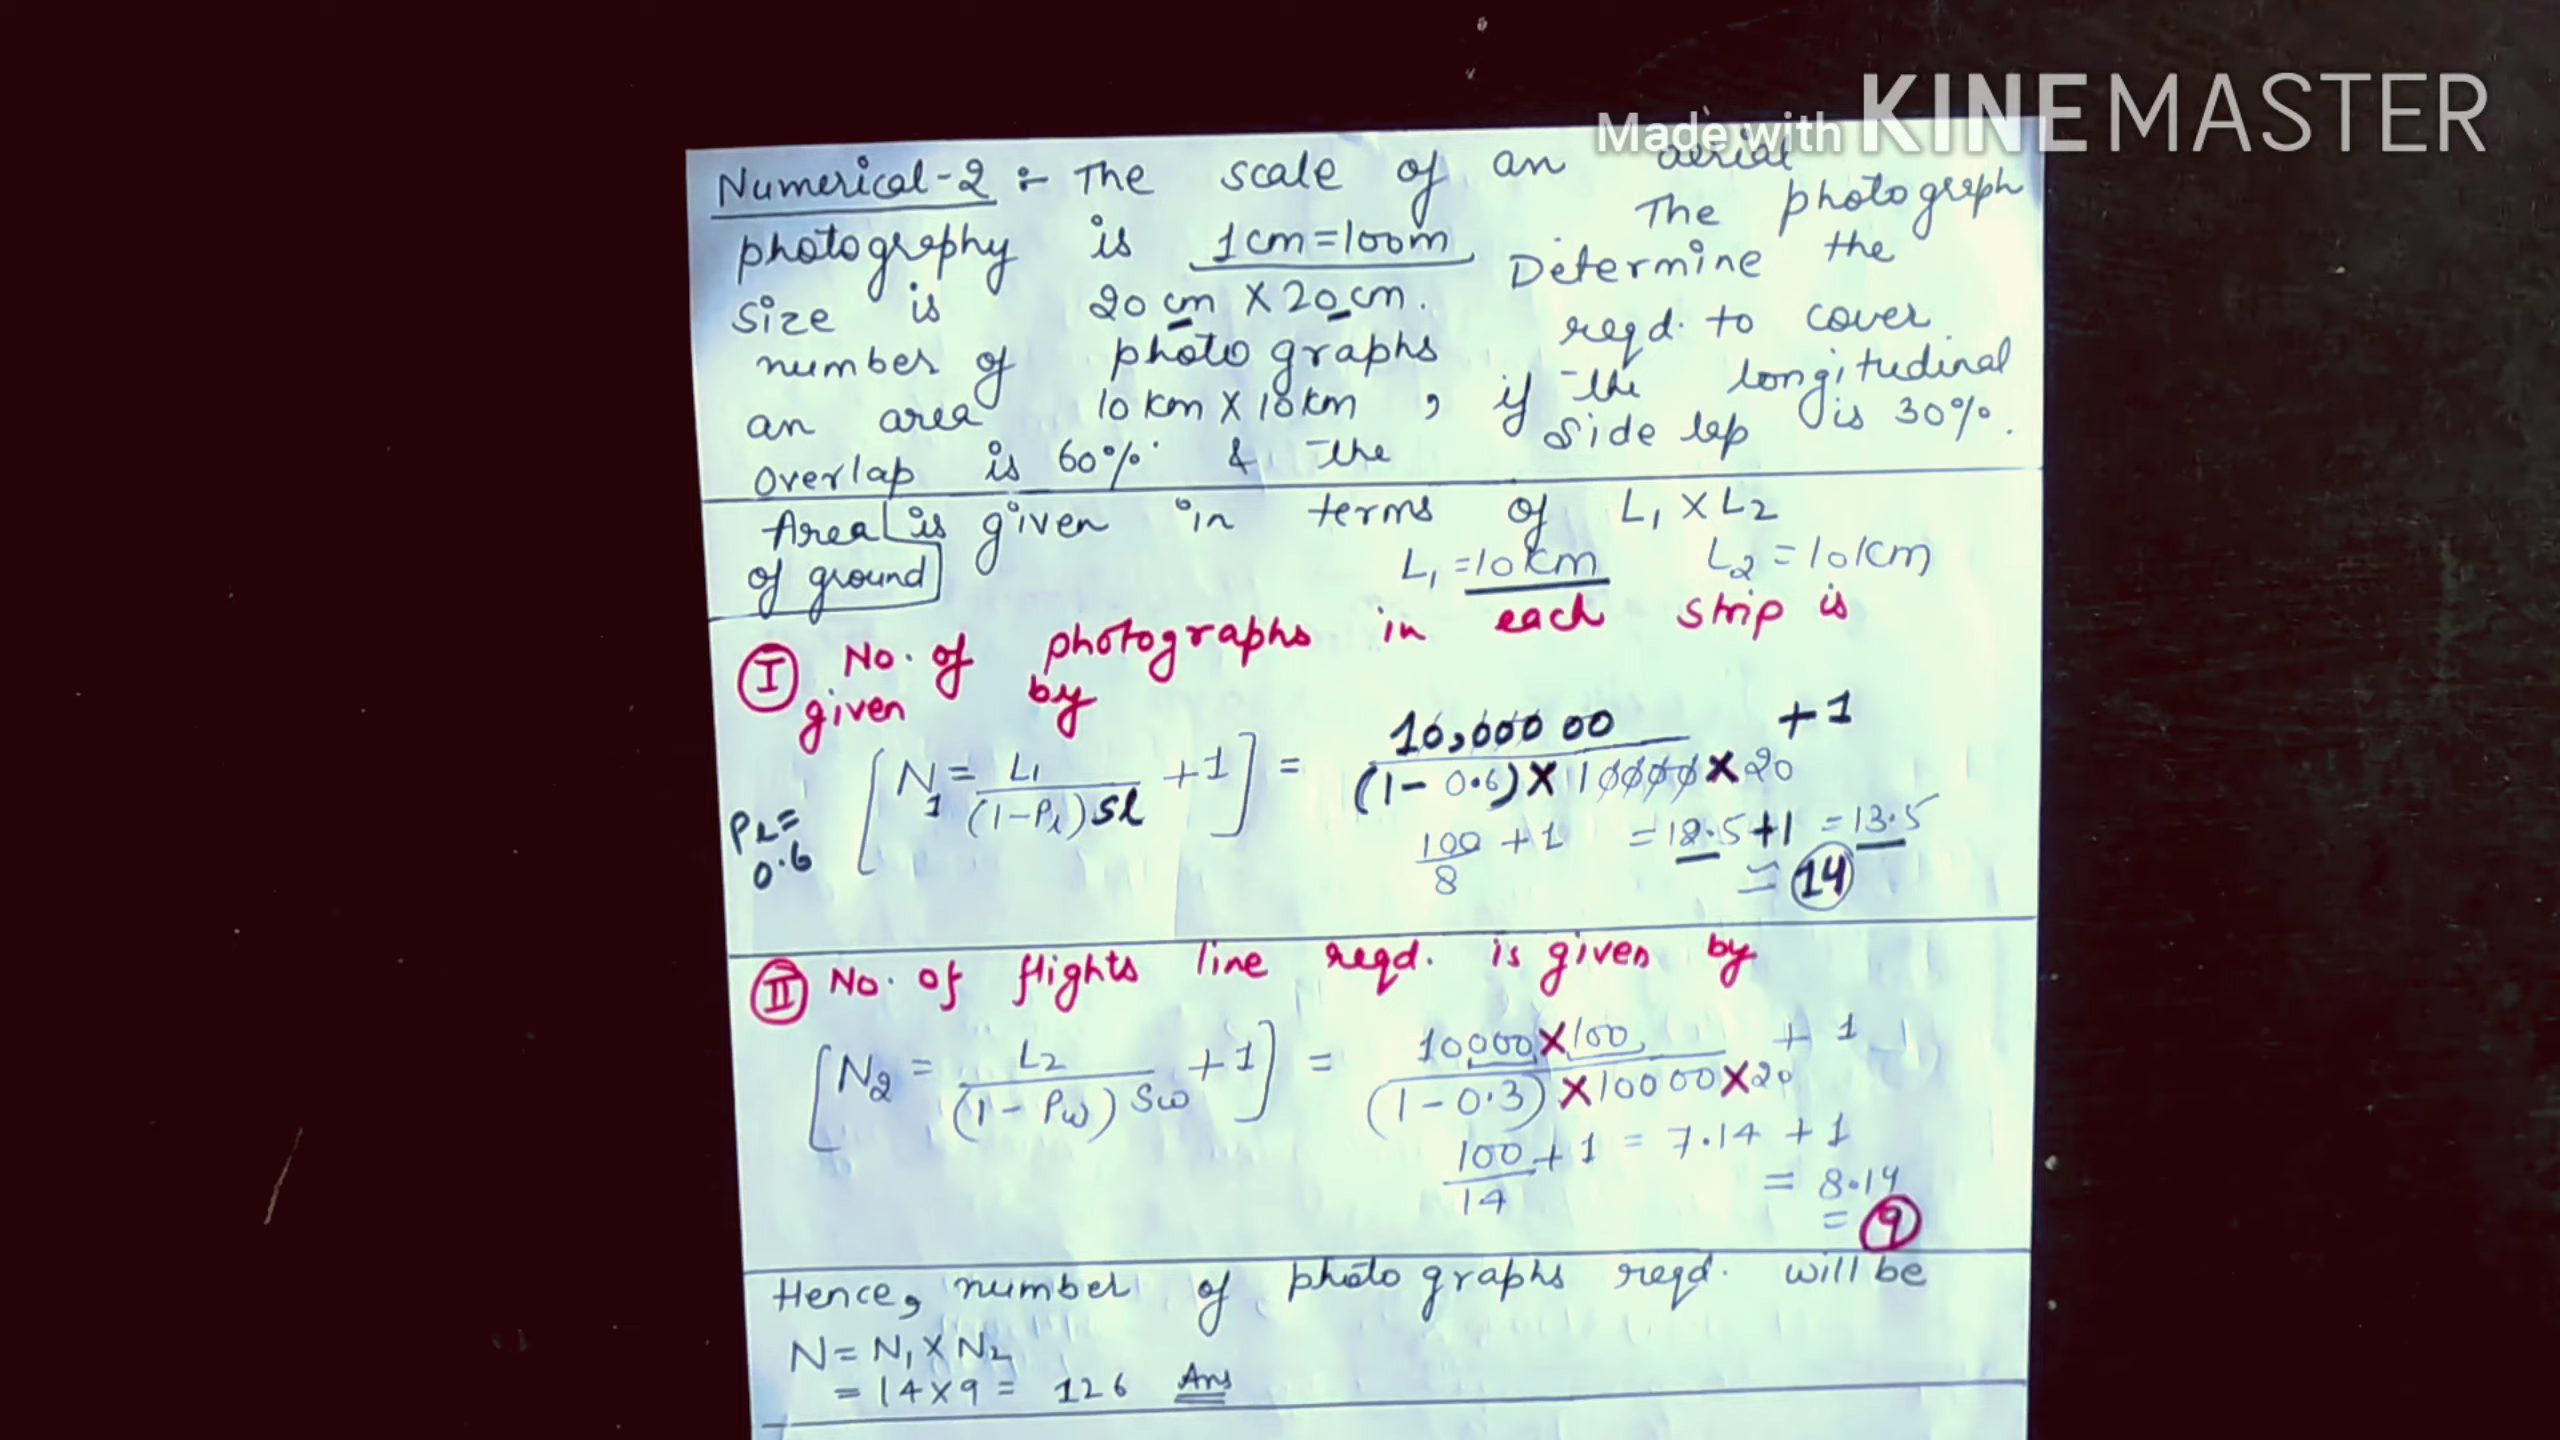 Made with KINEMASTER
Numerical-2 :- The scale of an aerial
photography is 1cm=100m. The photograph
size is 20 cm X 20 cm. Determine the
number of photographs reqd. to cover
an area 10 km X 10 km , if the longitudinal
overlap is 60% & the side lap is 30%.
Area is given in terms of L1 X L2
of ground L1 = 10 km L2 = 10 km
I No. of photographs in each strip is
given by
[N1 = L1 / (1-Pl) Sl + 1] = 10,000 00 / (1-0.6) X 10000 X 20 + 1
Pl = 0.6
100/8 + 1 = 12.5 + 1 = 13.5
= 14
II No. of flights line reqd. is given by
[N2 = L2 / (1 - Pw) Sw + 1] = 10000 X 100 / (1-0.3) X 10000 X 20 + 1
100/14 + 1 = 7.14 + 1
= 8.14
= 9
Hence, number of photographs reqd. will be
N = N1 X N2
= 14 X 9 = 126 Ans